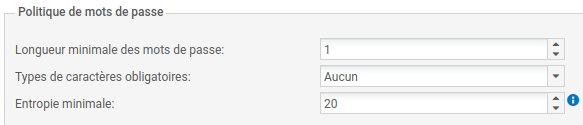 Politique de mots de passe
Longueur minimale des mots de passe: 1
Types de caractères obligatoires: Aucun
Entropie minimale: 20